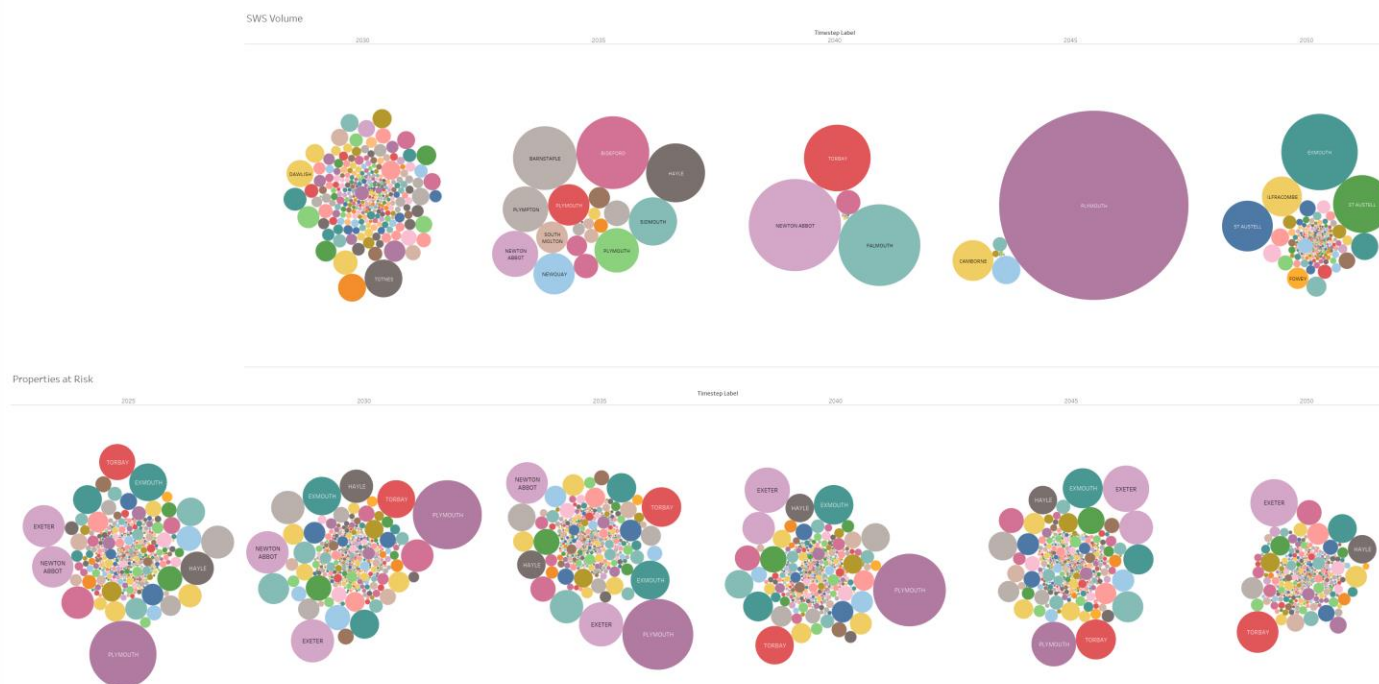 SWS Volume
Timestep Label
2030
2035
2040
2045
2050
DAWLISH
TOTNES
BARNSTAPLE
BIDEFORD
HAYLE
PLYMPTON
PLYMOUTH
EXMOUTH
SOUTH
MOLTON
NEWTON
ABBOT
PLYMOUTH
NEWQUAY
TORBAY
NEWTON ABBOT
FALMOUTH
PLYMOUTH
CAMBORNE
EXMOUTH
ILFRACOMBE
ST AUSTELL
ST AUSTELL
FOWEY
Properties at Risk
Timestep Label
2025
2030
2035
2040
2045
2050
TORBAY
EXMOUTH
EXETER
NEWTON
ABBOT
HAYLE
PLYMOUTH
HAYLE
EXMOUTH
TORBAY
PLYMOUTH
NEWTON
ABBOT
EXETER
NEWTON
ABBOT
TORBAY
HAYLE
EXMOUTH
EXETER
PLYMOUTH
EXETER
HAYLE
EXMOUTH
PLYMOUTH
TORBAY
HAYLE
EXMOUTH
EXETER
PLYMOUTH
TORBAY
EXETER
HAYLE
TORBAY